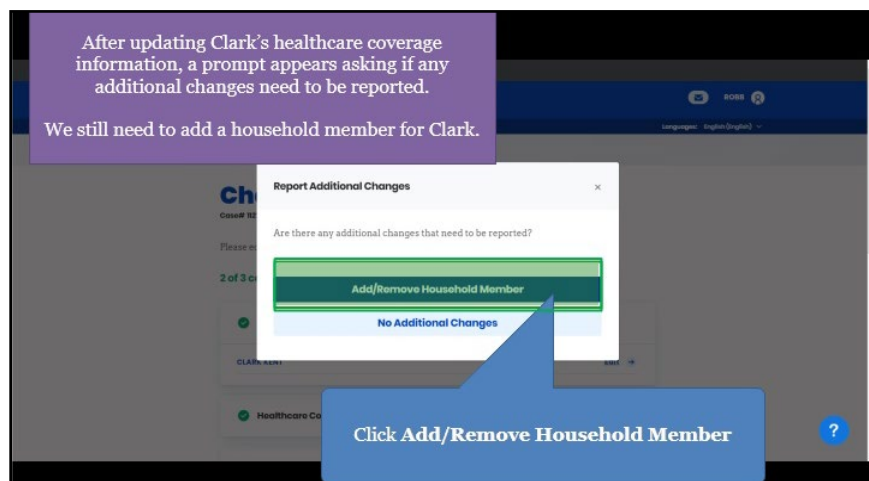 After updating Clark's healthcare coverage
information, a prompt appears asking if any
additional changes need to be reported.
We still need to add a household member for Clark.
ROBB
Languages: English (English)
Report Additional Changes
×
Ch
Case#
Are there any additional changes that need to be reported?
Please
2 of 3
Add/Remove Household Member
No Additional Changes
CLARK KENT
Edit
Healthcare Co
Click Add/Remove Household Member
?